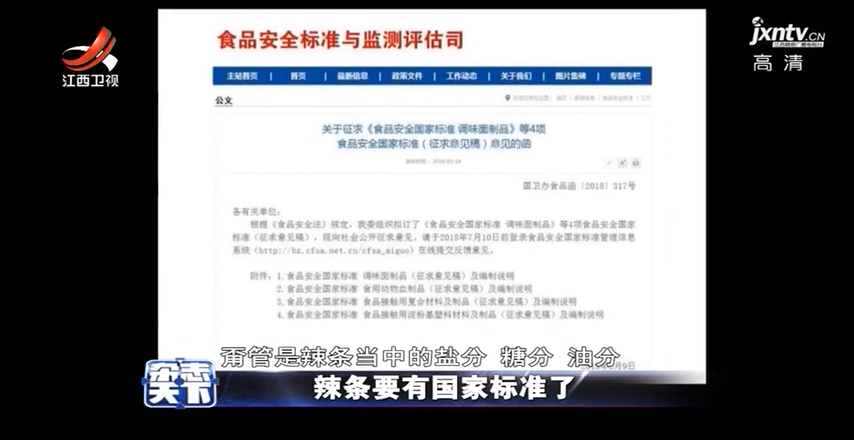 食品安全标准与监测评估司
jxntv.CN
江西卫视
高清
主站首页 首页 最新信息 政策文件 工作动态 关于我们 图片集锦 专题专栏
公文
关于征求《食品安全国家标准 调味面制品》等4项
食品安全国家标准（征求意见稿）意见的函
国卫办食品函〔2018〕317号
各有关单位：
根据《食品安全法》规定，我委组织拟订了《食品安全国家标准 调味面制品》等4项食品安全国家
标准（征求意见稿），现向社会公开征求意见。请于2018年7月10日前登录食品安全国家标准管理信息
系统（http://bz.cfsa.net.cn/cfsa_aiguo）在线提交反馈意见。
附件：1.食品安全国家标准 调味面制品（征求意见稿）及编制说明
2.食品安全国家标准 食用动物血制品（征求意见稿）及编制说明
3.食品安全国家标准 食品接触用复合材料及制品（征求意见稿）及编制说明
4.食品安全国家标准 食品接触用淀粉基塑料材料及制品（征求意见稿）及编制说明
甭管是辣条当中的盐分 糖分 油分
杂志天下
辣条要有国家标准了